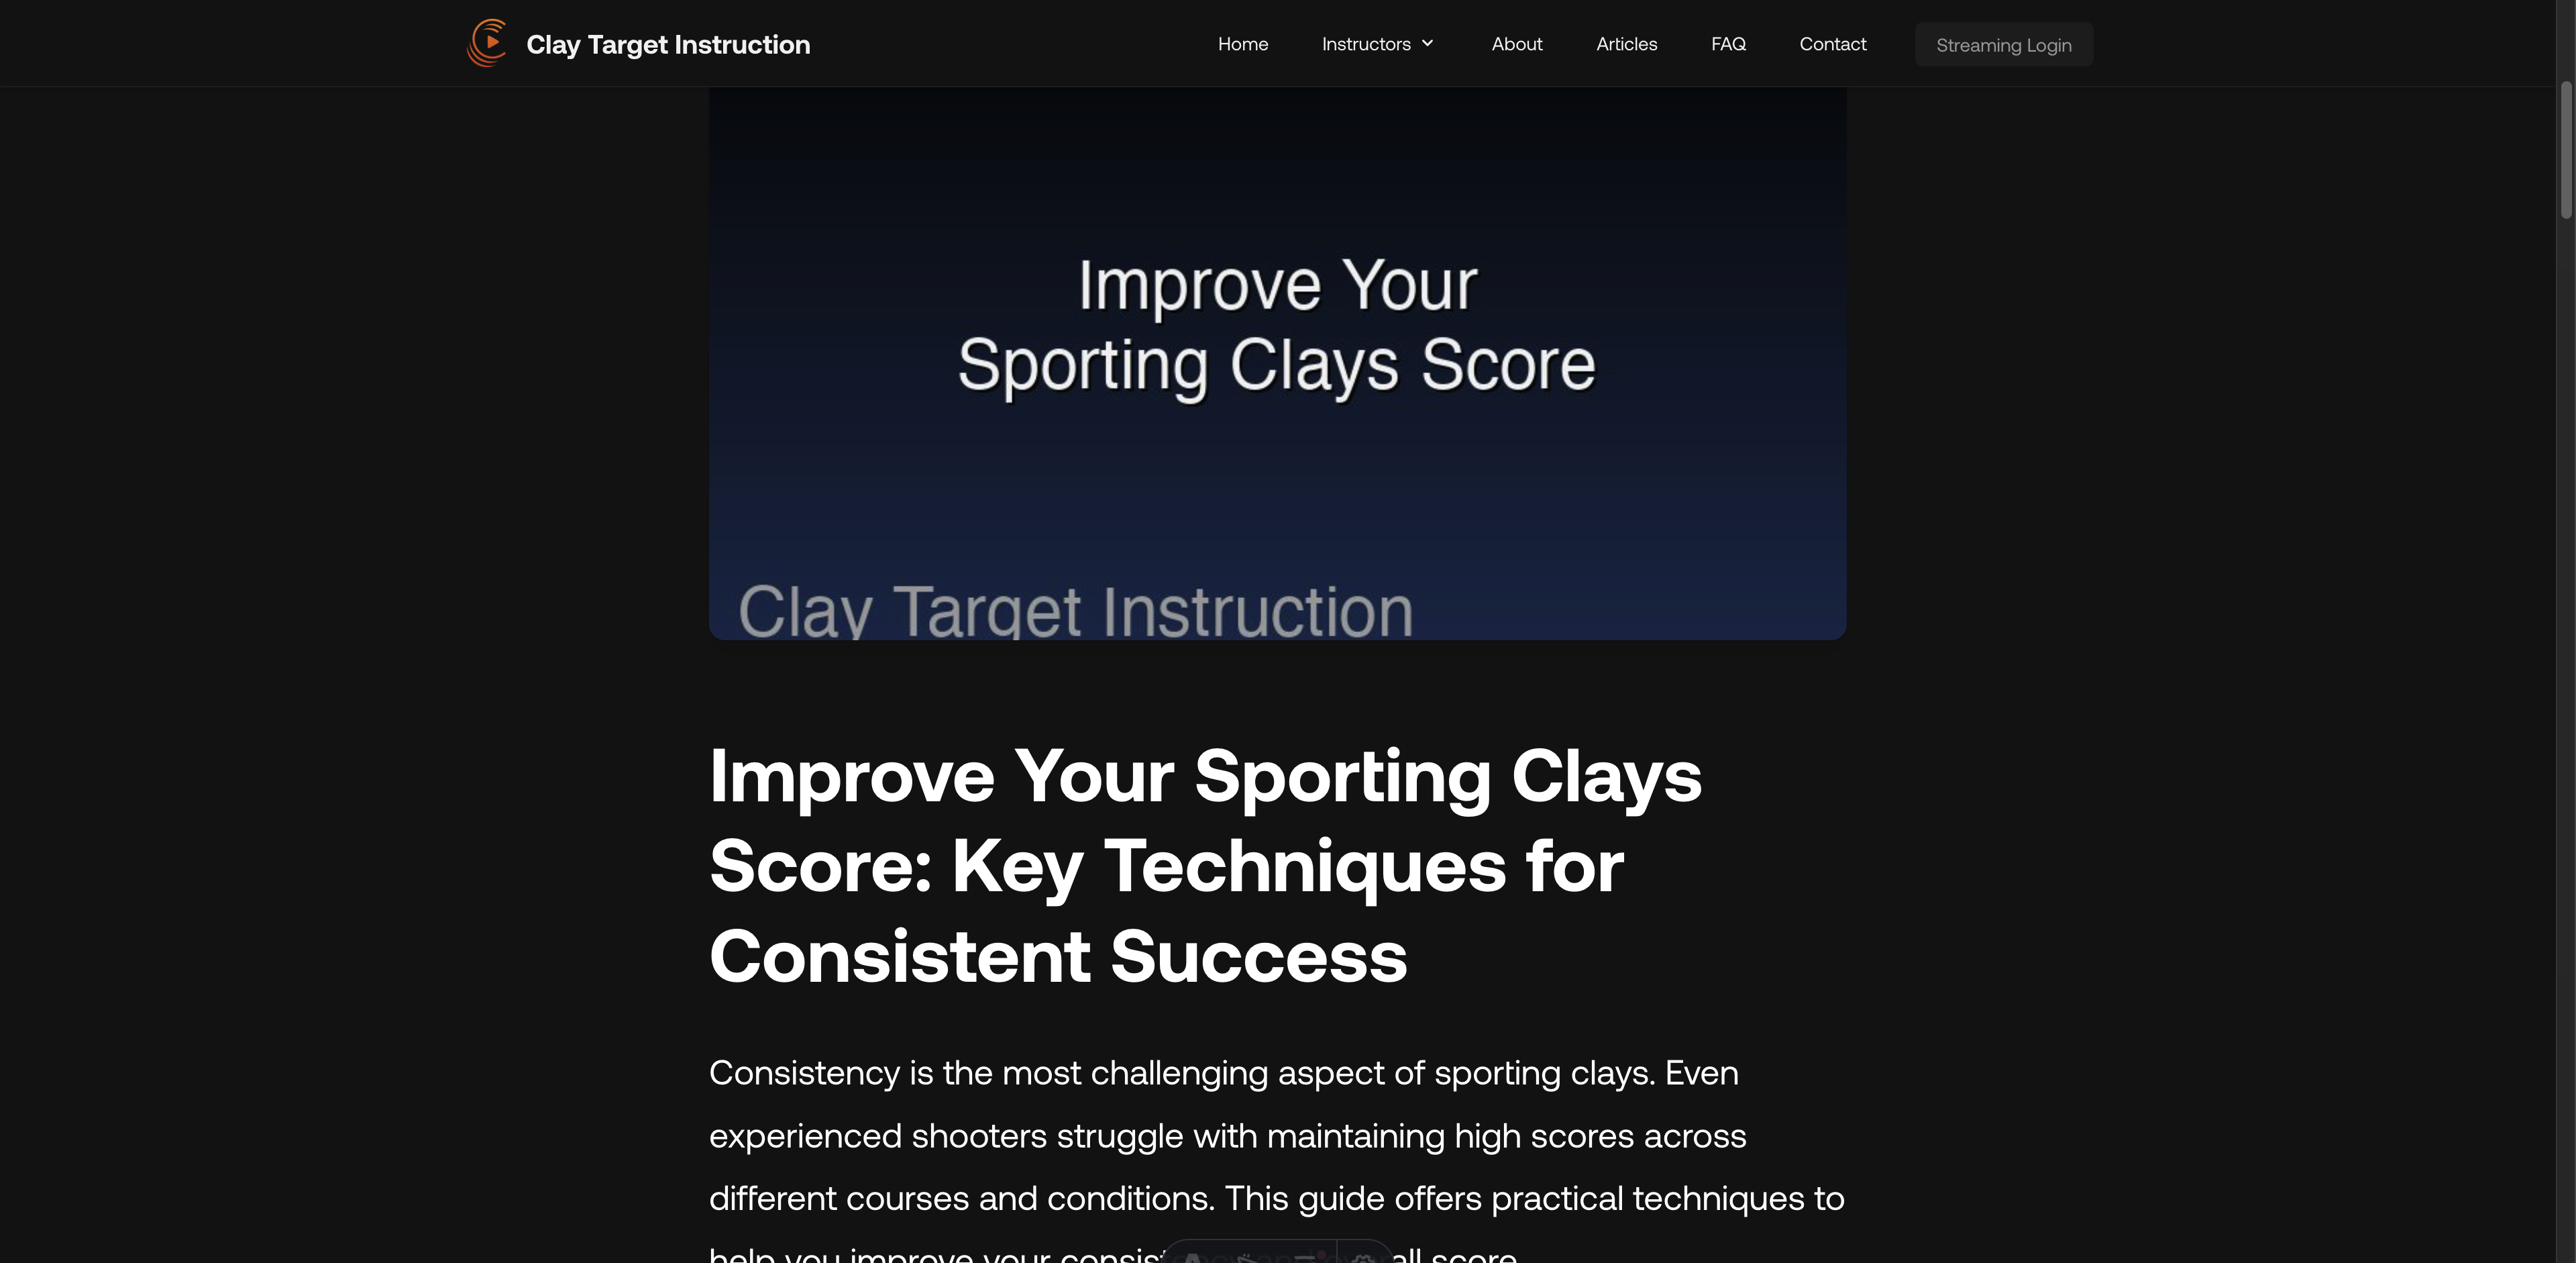 Clay Target Instruction
Home Instructors About Articles FAQ Contact Streaming Login
Improve Your
Sporting Clays Score
Clay Target Instruction
Improve Your Sporting Clays
Score: Key Techniques for
Consistent Success
Consistency is the most challenging aspect of sporting clays. Even
experienced shooters struggle with maintaining high scores across
different courses and conditions. This guide offers practical techniques to
help you improve your score